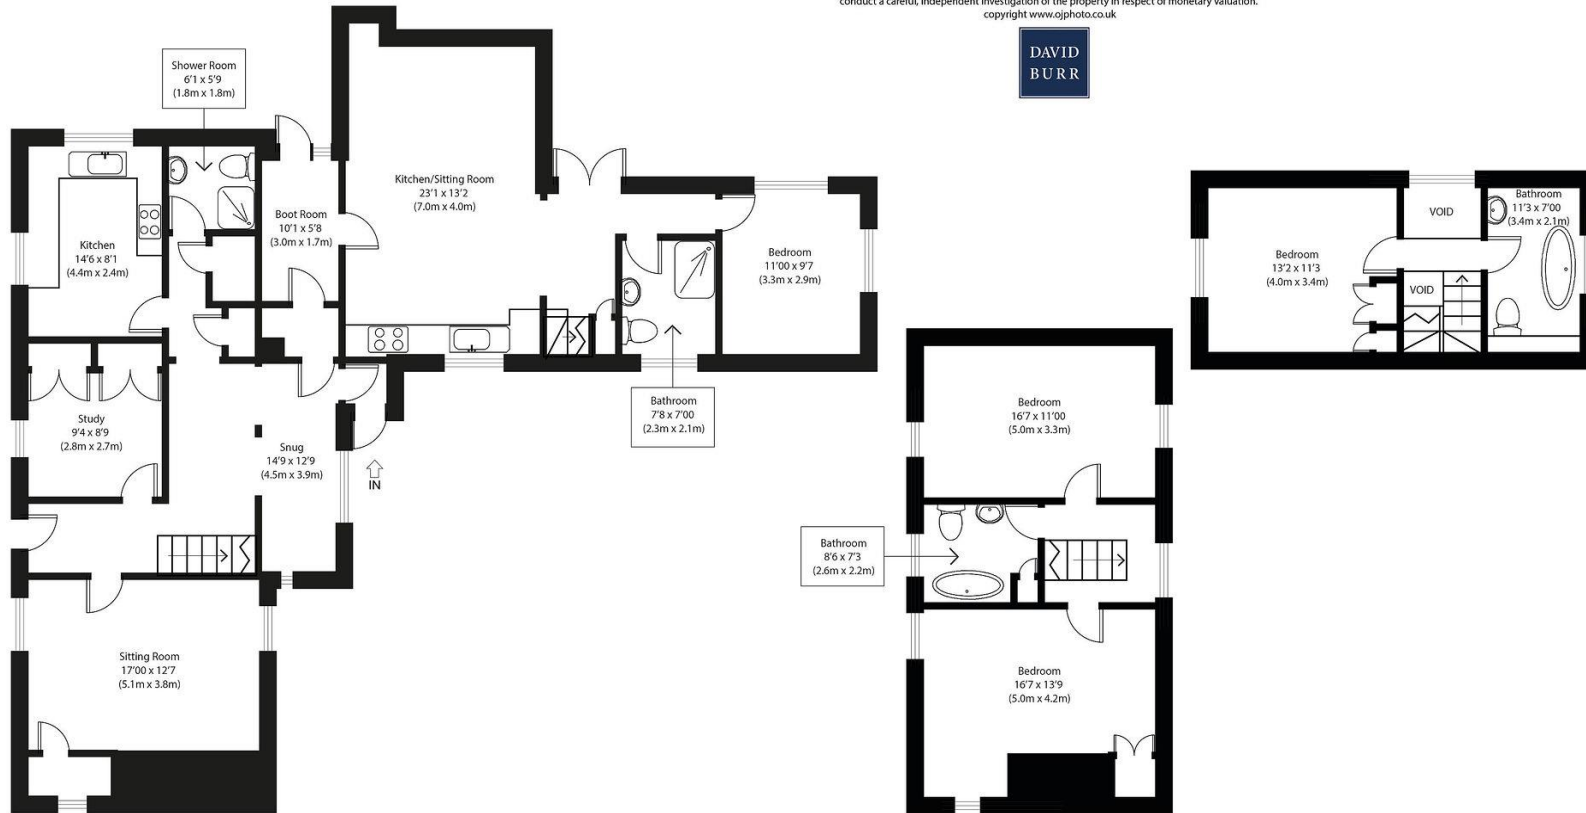 conduct a careful, independent investigation of the property in respect of monetary valuation.
copyright www.ojphoto.co.uk
DAVID
BURR
Shower Room
6'1 x 5'9
(1.8m x 1.8m)
Kitchen
14'6 x 8'1
(4.4m x 2.4m)
Boot Room
10'1 x 5'8
(3.0m x 1.7m)
Kitchen/Sitting Room
23'1 x 13'2
(7.0m x 4.0m)
Bedroom
11'00 x 9'7
(3.3m x 2.9m)
Bathroom
7'8 x 7'00
(2.3m x 2.1m)
Study
9'4 x 8'9
(2.8m x 2.7m)
Snug
14'9 x 12'9
(4.5m x 3.9m)
IN
Sitting Room
17'00 x 12'7
(5.1m x 3.8m)
Bedroom
16'7 x 11'00
(5.0m x 3.3m)
Bathroom
8'6 x 7'3
(2.6m x 2.2m)
Bedroom
16'7 x 13'9
(5.0m x 4.2m)
Bedroom
13'2 x 11'3
(4.0m x 3.4m)
VOID
VOID
Bathroom
11'3 x 7'00
(3.4m x 2.1m)